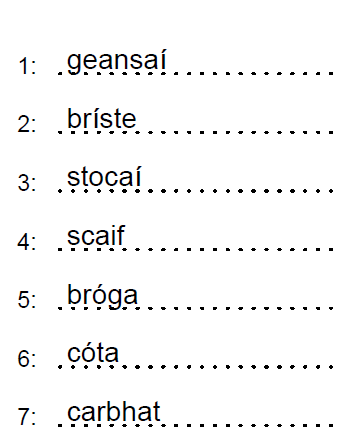 1: geansaí
2: bríste
3: stocaí
4: scaif
5: bróga
6: cóta
7: carbhat